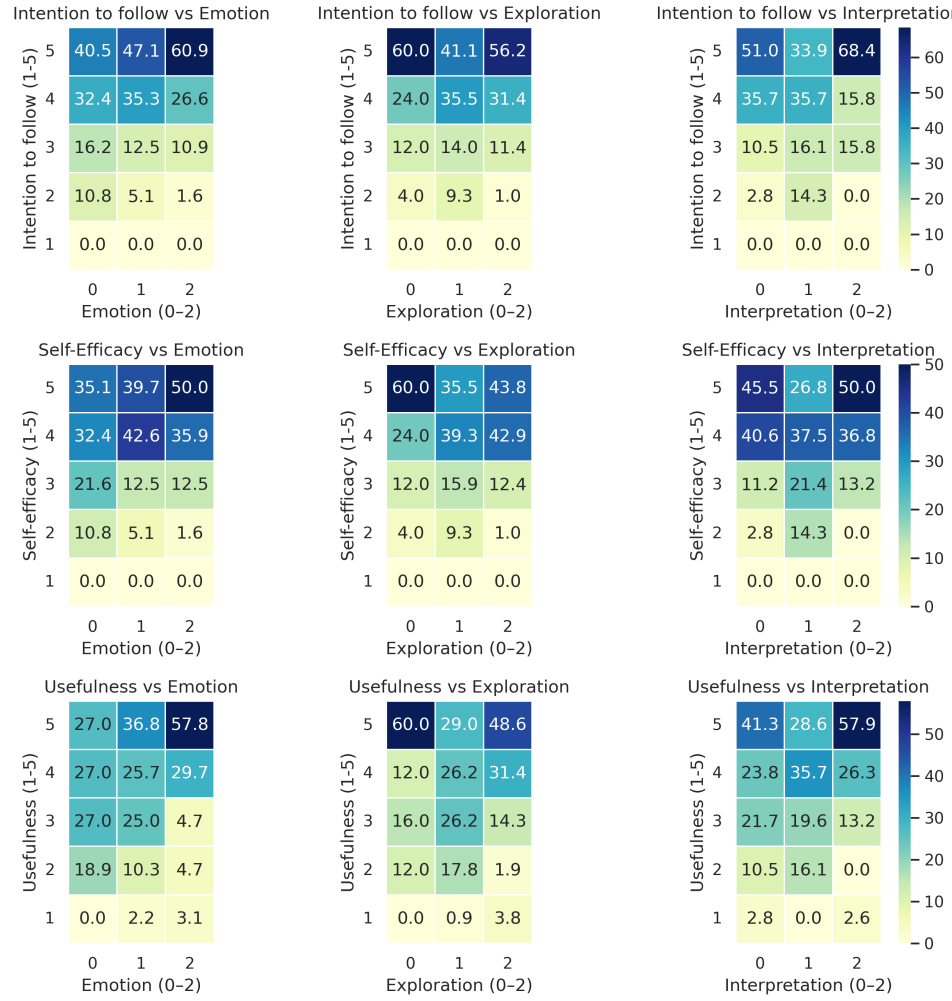 Intention to follow vs Emotion
Intention to follow (1-5)
5 40.5 47.1 60.9
4 32.4 35.3 26.6
3 16.2 12.5 10.9
2 10.8 5.1 1.6
1 0.0 0.0 0.0
0 1 2
Emotion (0–2)
Intention to follow vs Exploration
Intention to follow (1-5)
60.0 41.1 56.2
24.0 35.5 31.4
12.0 14.0 11.4
4.0 9.3 1.0
0.0 0.0 0.0
0 1 2
Exploration (0–2)
Intention to follow vs Interpretation
Intention to follow (1-5)
5 51.0 33.9 68.4
4 35.7 35.7 15.8
3 10.5 16.1 15.8
2 2.8 14.3 0.0
1 0.0 0.0 0.0
0 1 2
Interpretation (0–2)
60
50
40
30
20
10
0
Self-Efficacy vs Emotion
Self-efficacy (1-5)
5 35.1 39.7 50.0
4 32.4 42.6 35.9
3 21.6 12.5 12.5
2 10.8 5.1 1.6
1 0.0 0.0 0.0
0 1 2
Emotion (0–2)
Self-Efficacy vs Exploration
Self-efficacy (1-5)
5 60.0 35.5 43.8
4 24.0 39.3 42.9
3 12.0 15.9 12.4
2 4.0 9.3 1.0
1 0.0 0.0 0.0
0 1 2
Exploration (0–2)
Self-Efficacy vs Interpretation
Self-efficacy (1-5)
5 45.5 26.8 50.0
4 40.6 37.5 36.8
3 11.2 21.4 13.2
2 2.8 14.3 0.0
1 0.0 0.0 0.0
0 1 2
Interpretation (0–2)
50
40
30
20
10
0
Usefulness vs Emotion
Usefulness (1-5)
5 27.0 36.8 57.8
4 27.0 25.7 29.7
3 27.0 25.0 4.7
2 18.9 10.3 4.7
1 0.0 2.2 3.1
0 1 2
Emotion (0–2)
Usefulness vs Exploration
Usefulness (1-5)
5 60.0 29.0 48.6
4 12.0 26.2 31.4
3 16.0 26.2 14.3
2 12.0 17.8 1.9
1 0.0 0.9 3.8
0 1 2
Exploration (0–2)
Usefulness vs Interpretation
Usefulness (1-5)
5 41.3 28.6 57.9
4 23.8 35.7 26.3
3 21.7 19.6 13.2
2 10.5 16.1 0.0
1 2.8 0.0 2.6
0 1 2
Interpretation (0–2)
50
40
30
20
10
0